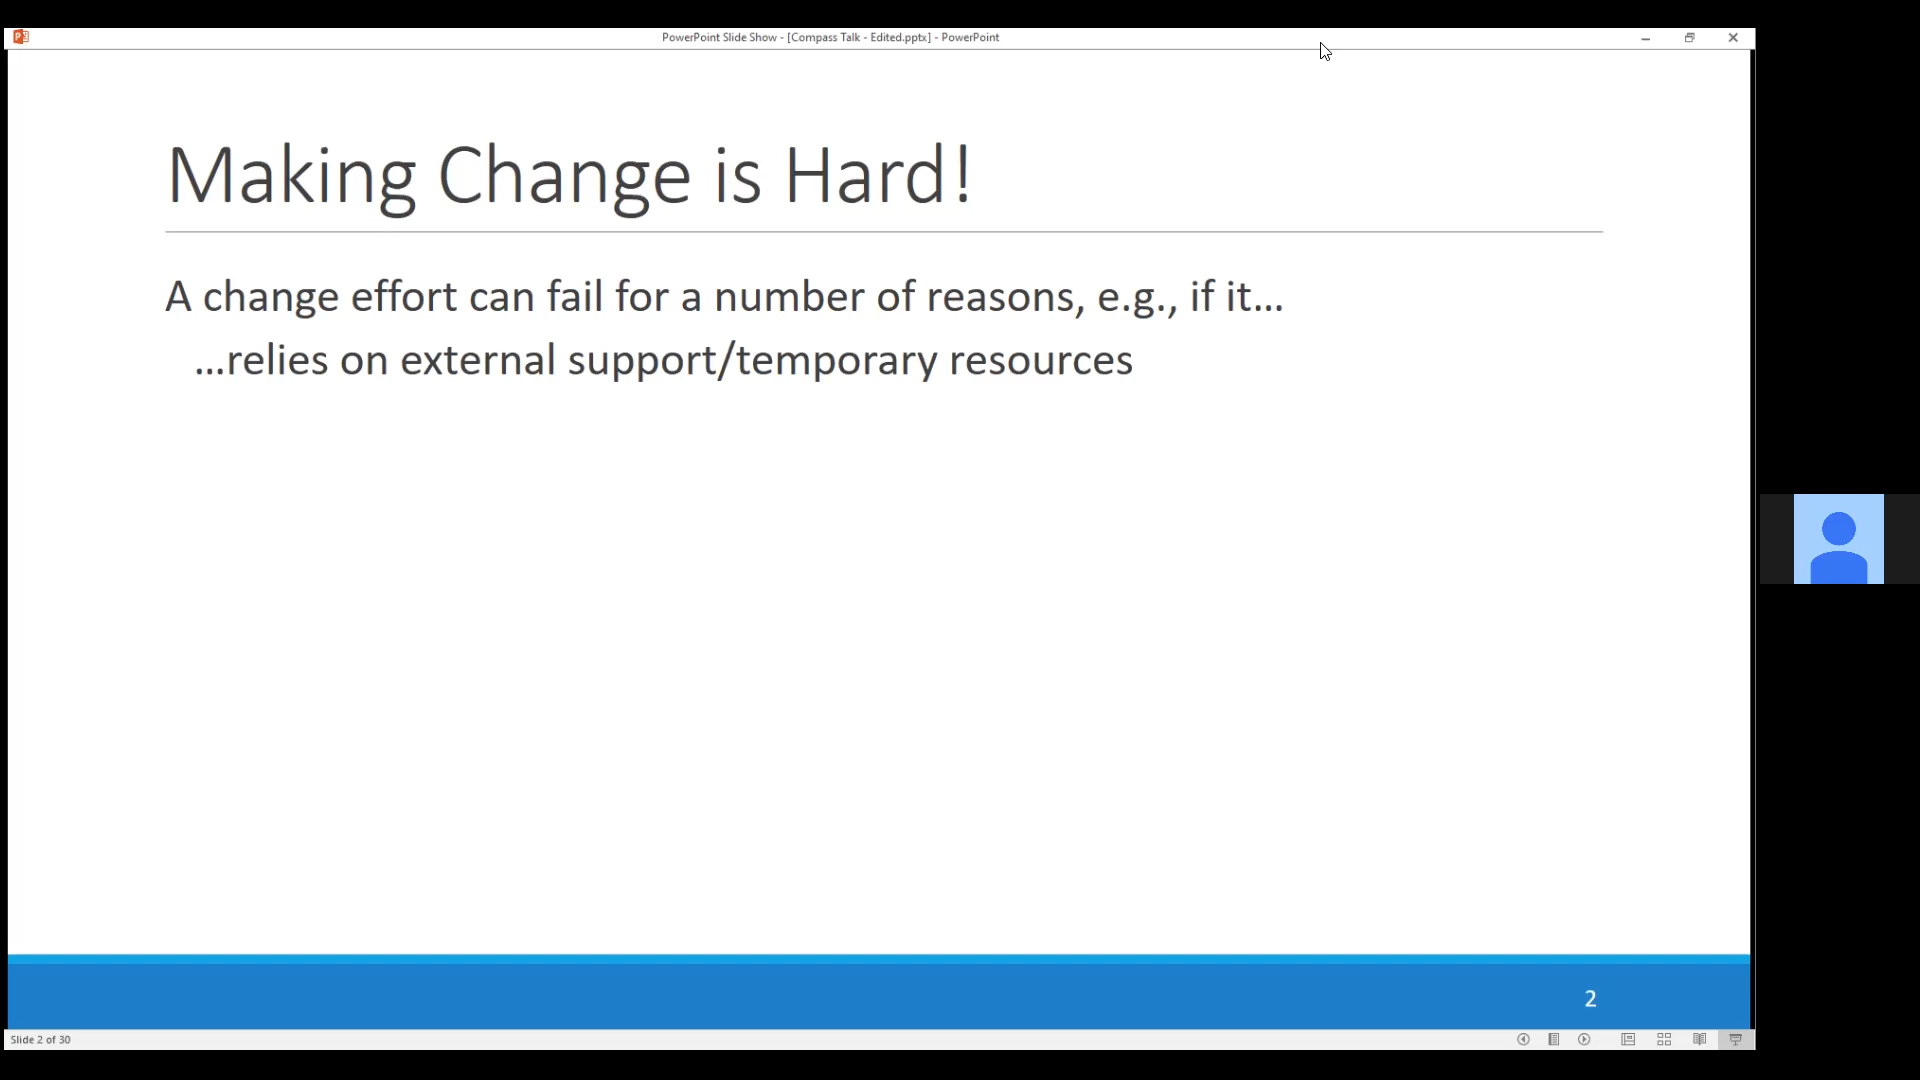 PowerPoint Slide Show - [Compass Talk - Edited.pptx] - PowerPoint
Making Change is Hard!
A change effort can fail for a number of reasons, e.g., if it…
…relies on external support/temporary resources
2
Slide 2 of 30